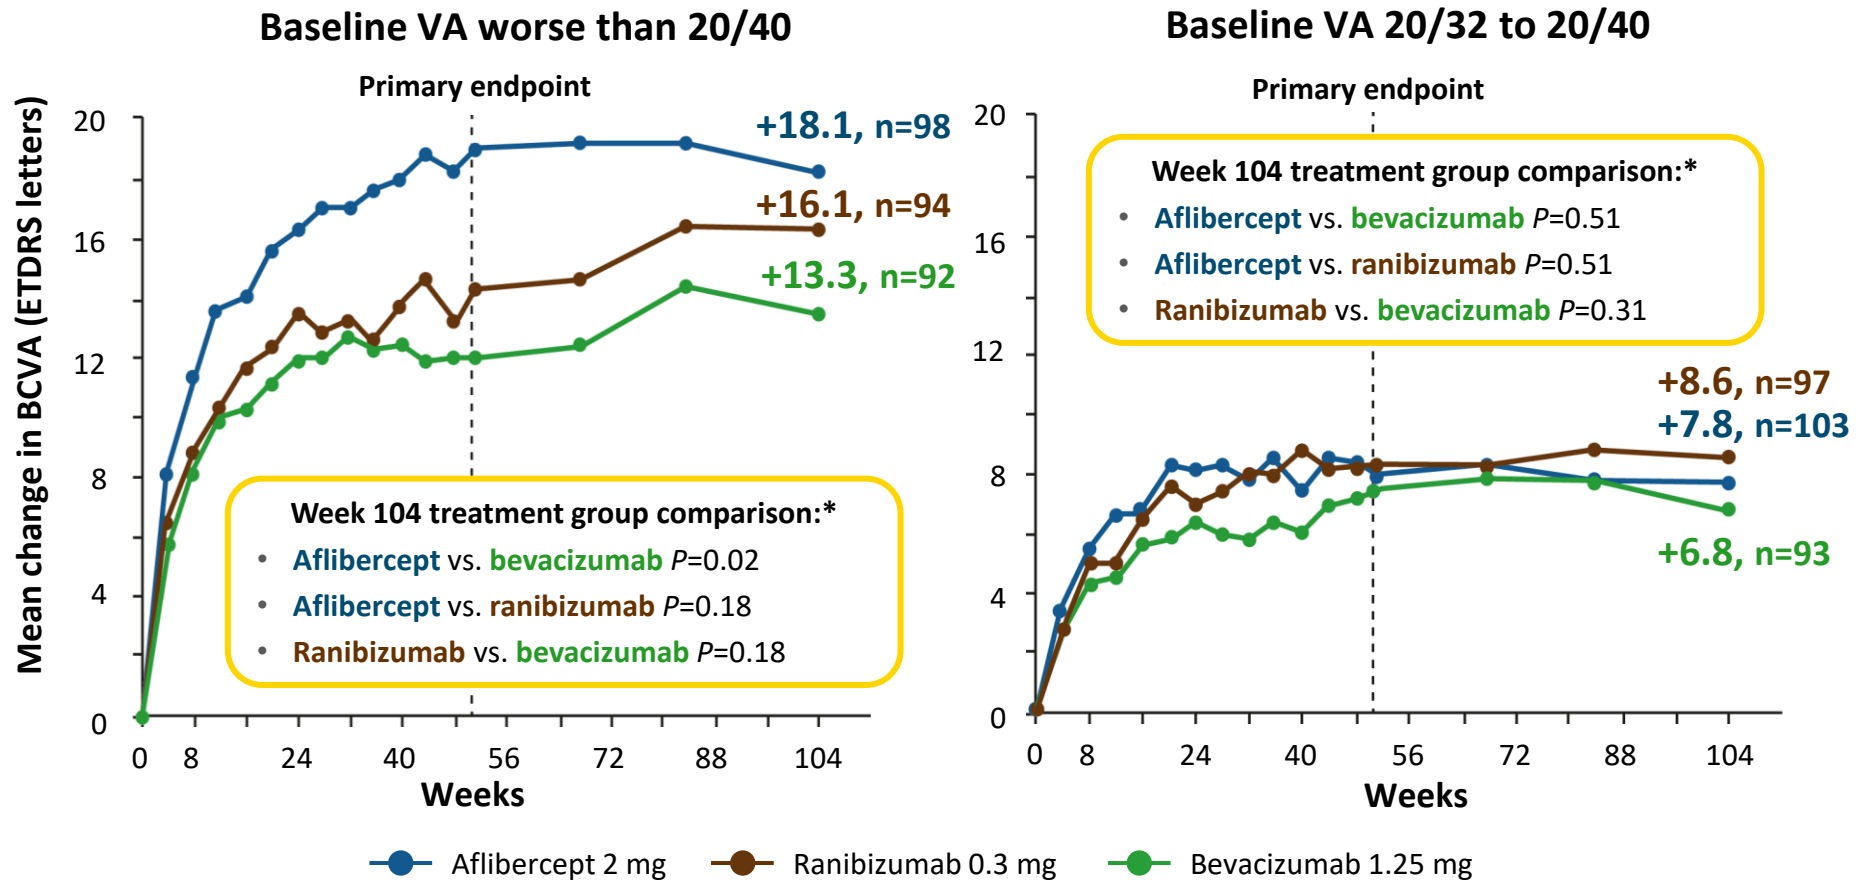 Baseline VA worse than 20/40
Primary endpoint
Mean change in BCVA (ETDRS letters)
20
16
12
8
4
0
+18.1, n=98
+16.1, n=94
+13.3, n=92
Week 104 treatment group comparison:*
• Aflibercept vs. bevacizumab P=0.02
• Aflibercept vs. ranibizumab P=0.18
• Ranibizumab vs. bevacizumab P=0.18
0 8 24 40 56 72 88 104
Weeks
Baseline VA 20/32 to 20/40
Primary endpoint
20
16
12
8
4
0
Week 104 treatment group comparison:*
• Aflibercept vs. bevacizumab P=0.51
• Aflibercept vs. ranibizumab P=0.51
• Ranibizumab vs. bevacizumab P=0.31
+8.6, n=97
+7.8, n=103
+6.8, n=93
0 8 24 40 56 72 88 104
Weeks
Aflibercept 2 mg Ranibizumab 0.3 mg Bevacizumab 1.25 mg